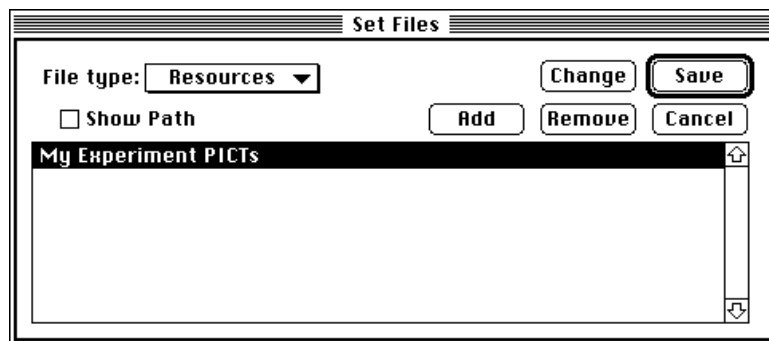 Set Files
File type: Resources Change Save
Show Path Add Remove Cancel
My Experiment PICTs